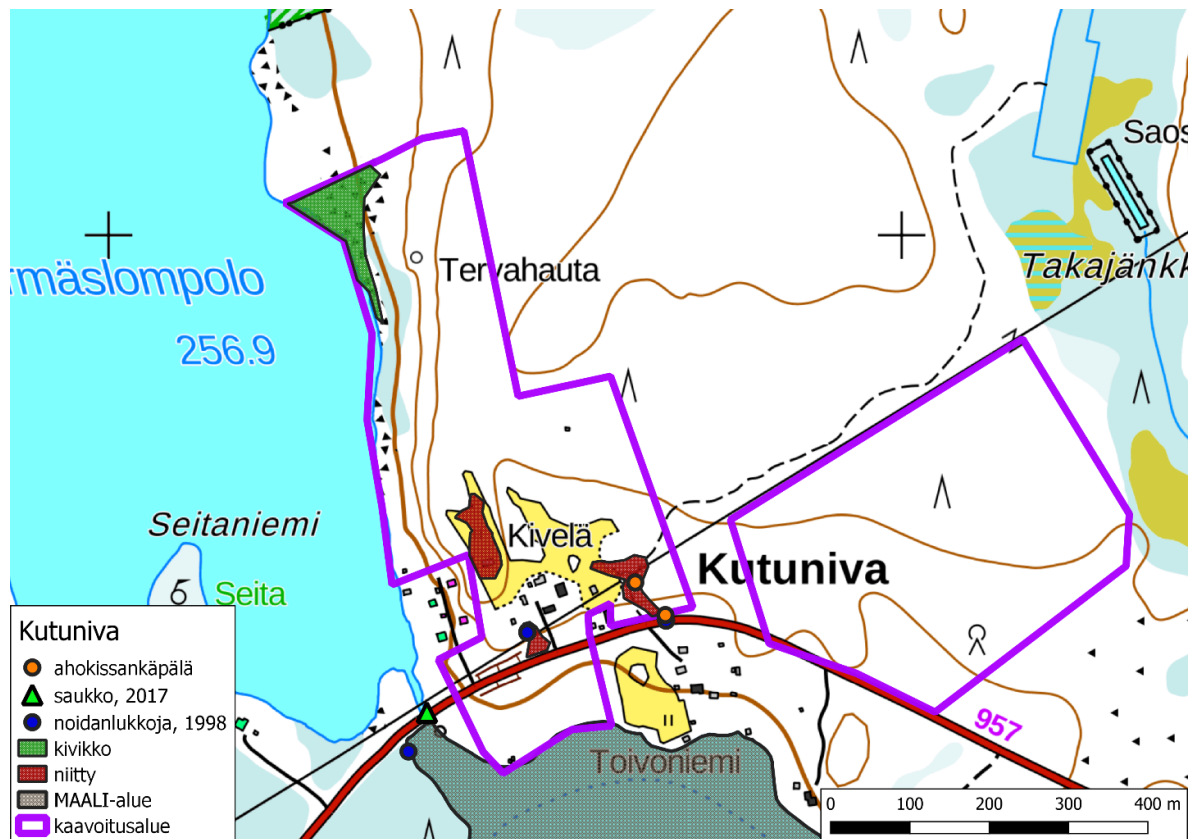 Saos
Tervahauta
Takajänkk
rmäslompolo
256.9
Seitaniemi
Kivelä
Kutuniva
6
Seita
Kutuniva
ahokissankäpälä
saukko, 2017
noidanlukkoja, 1998
kivikko
niitty
MAALI-alue
kaavoitusalue
957
Toivoniemi
0 100 200 300 400 m